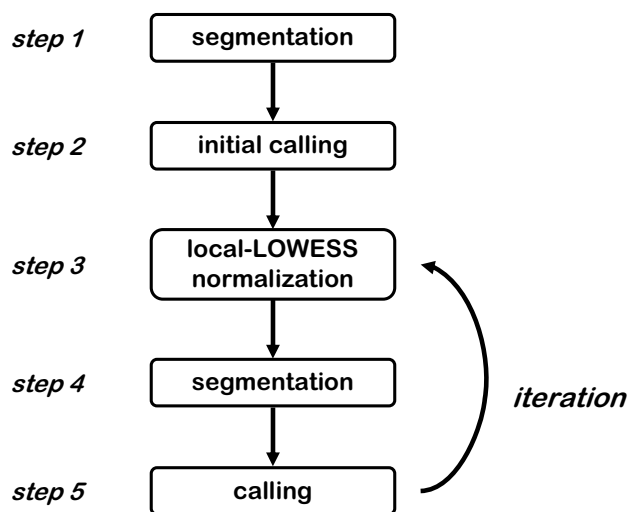 step 1 segmentation
step 2 initial calling
local-LOWESS
step 3 normalization
step 4 segmentation
iteration
step 5 calling